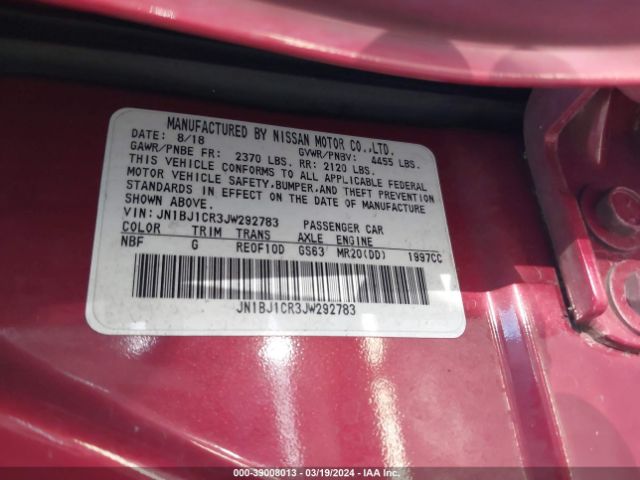 MANUFACTURED BY NISSAN MOTOR CO.,LTD.
DATE: 8/18 GVWR/PNBV: 4455 LBS.
GAWR/PNBE FR: 2370 LBS. RR: 2120 LBS.
THIS VEHICLE CONFORMS TO ALL APPLICABLE FEDERAL
MOTOR VEHICLE SAFETY,BUMPER,AND THEFT PREVENTION
STANDARDS IN EFFECT ON THE DATE OF MANUFACTURE
SHOWN ABOVE.
VIN: JN1BJ1CR3JW292783 PASSENGER CAR
COLOR TRIM TRANS AXLE ENGINE
NBF G RE0F10D GS63 MR20(DD) 1997CC
JN1BJ1CR3JW292783
000-39008013 - 03/19/2024 - IAA Inc.